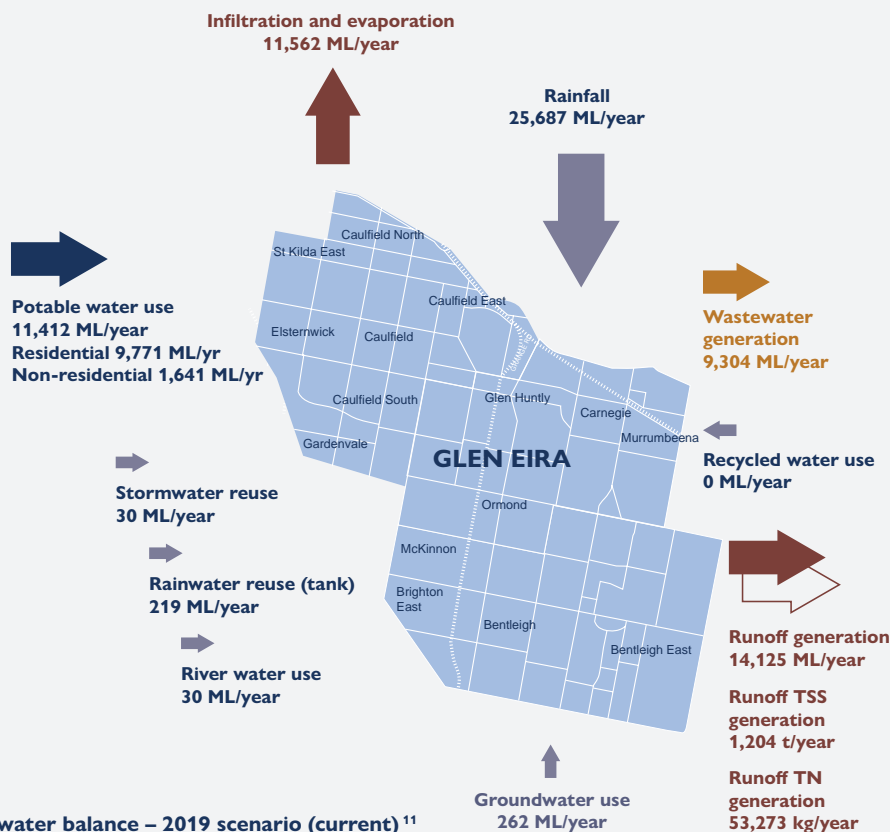 Infiltration and evaporation
11,562 ML/year
Rainfall
25,687 ML/year
Potable water use
11,412 ML/year
Residential 9,771 ML/yr
Non-residential 1,641 ML/yr
Caulfield North
St Kilda East
Caulfield East
Elsternwick
Caulfield
Caulfield South
Glen Huntly
Carnegie
Gardenvale
Murrumbeena
GLEN EIRA
Ormond
McKinnon
Brighton
East
Bentleigh
Bentleigh East
Wastewater
generation
9,304 ML/year
Recycled water use
0 ML/year
Stormwater reuse
30 ML/year
Rainwater reuse (tank)
219 ML/year
River water use
30 ML/year
Runoff generation
14,125 ML/year
Runoff TSS
generation
1,204 t/year
Runoff TN
generation
53,273 kg/year
Groundwater use
262 ML/year
water balance – 2019 scenario (current) 11